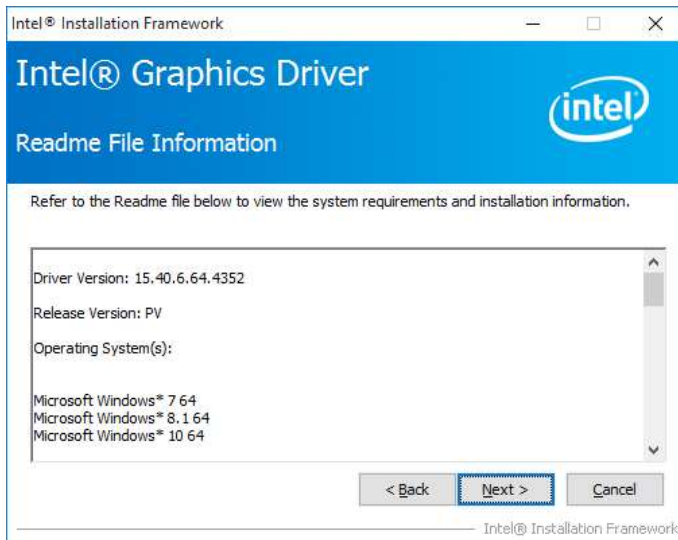 Intel® Installation Framework
Intel® Graphics Driver
intel
Readme File Information
Refer to the Readme file below to view the system requirements and installation information.
Driver Version: 15.40.6.64.4352
Release Version: PV
Operating System(s):
Microsoft Windows* 7 64
Microsoft Windows* 8.1 64
Microsoft Windows* 10 64
< Back Next > Cancel
Intel® Installation Framework